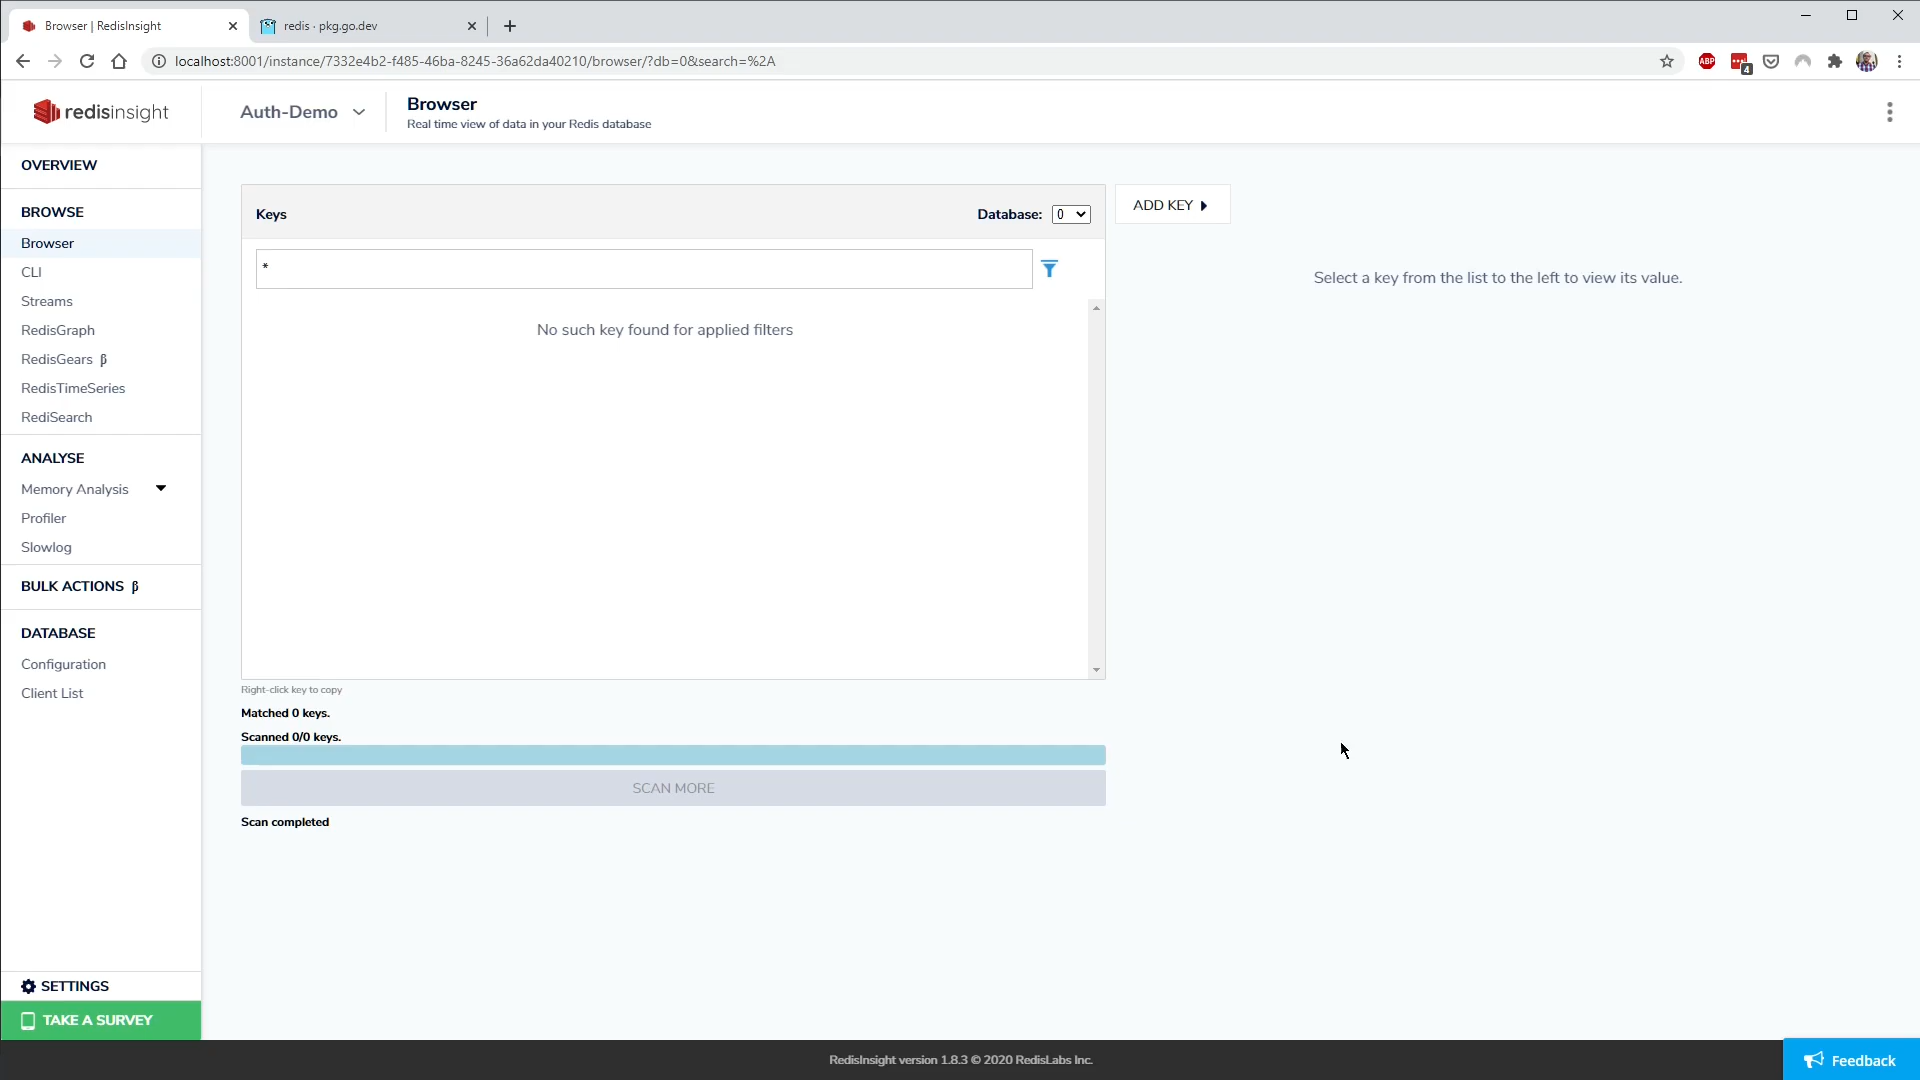 Browser | RedisInsight
redis · pkg.go.dev
localhost:8001/instance/7332e4b2-f485-46ba-8245-36a62da40210/browser/?db=0&search=%2A
ABP
4
redisinsight
Auth-Demo
Browser
Real time view of data in your Redis database
OVERVIEW
BROWSE
Browser
CLI
Streams
RedisGraph
RedisGears β
RedisTimeSeries
RediSearch
ANALYSE
Memory Analysis
Profiler
Slowlog
BULK ACTIONS β
DATABASE
Configuration
Client List
SETTINGS
TAKE A SURVEY
Keys
Database: 0
*
No such key found for applied filters
Right-click key to copy
Matched 0 keys.
Scanned 0/0 keys.
SCAN MORE
Scan completed
ADD KEY
Select a key from the list to the left to view its value.
RedisInsight version 1.8.3 © 2020 RedisLabs Inc.
Feedback